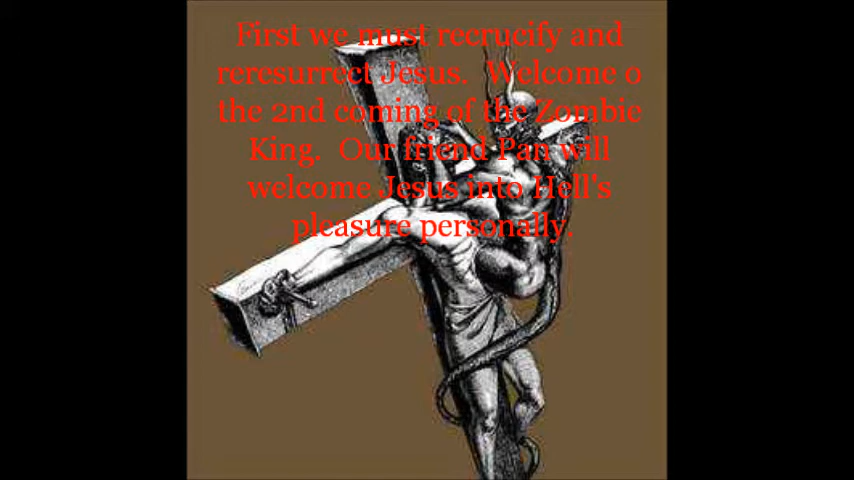 First we must recrucify and
reresurrect Jesus.  Welcome o
the 2nd coming of the Zombie
King.  Our friend Pan will
welcome Jesus into Hell's
pleasure personally.